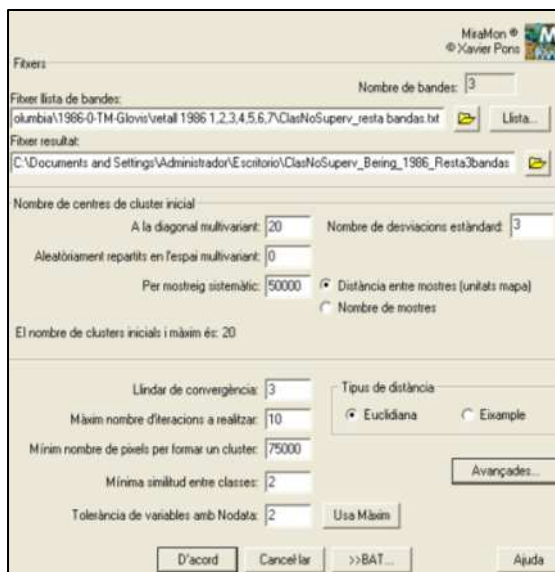 MiraMon ®
© Xavier Pons
Fitxers
Nombre de bandes: 3
Fitxer llista de bandes:
olumbia\1986-0-TM-Glovis\retall 1986 1,2,3,4,5,6,7\ClasNoSuperv_resta bandas.txt
Llista...
Fitxer resultat:
C:\Documents and Settings\Administrador\Escritorio\ClasNoSuperv_Bering_1986_Resta3bandas
Nombre de centres de cluster inicial
A la diagonal multivariant: 20 Nombre de desviacions estàndard: 3
Aleatòriament repartits en l'espai multivariant: 0
Per mostreig sistemàtic: 50000 Distància entre mostres (unitats mapa)
Nombre de mostres
El nombre de clusters inicials i màxim és: 20
Llindar de convergència: 3 Tipus de distància
Màxim nombre d'iteracions a realitzar: 10 Euclidiana Eixample
Mínim nombre de píxels per formar un cluster: 75000
Mínima similitud entre classes: 2 Avançades...
Tolerància de variables amb Nodata: 2 Usa Màxim
D'acord Cancel·lar >>BAT... Ajuda